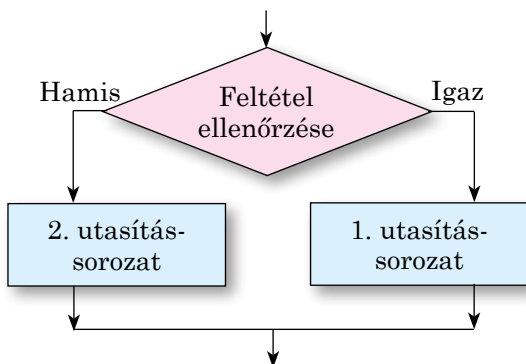 Hamis
Feltétel
ellenőrzése
Igaz
2. utasítás-
sorozat
1. utasítás-
sorozat